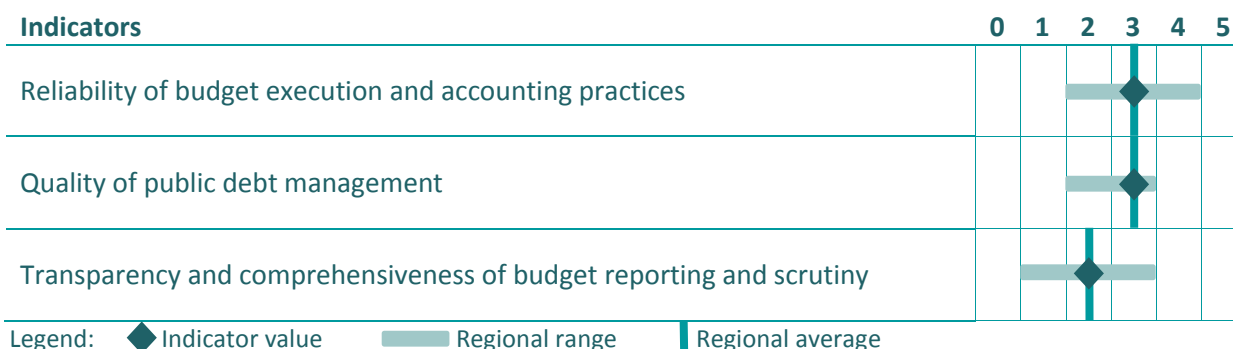 Indicators 0 1 2 3 4 5
Reliability of budget execution and accounting practices
Quality of public debt management
Transparency and comprehensiveness of budget reporting and scrutiny
Legend: Indicator value Regional range Regional average